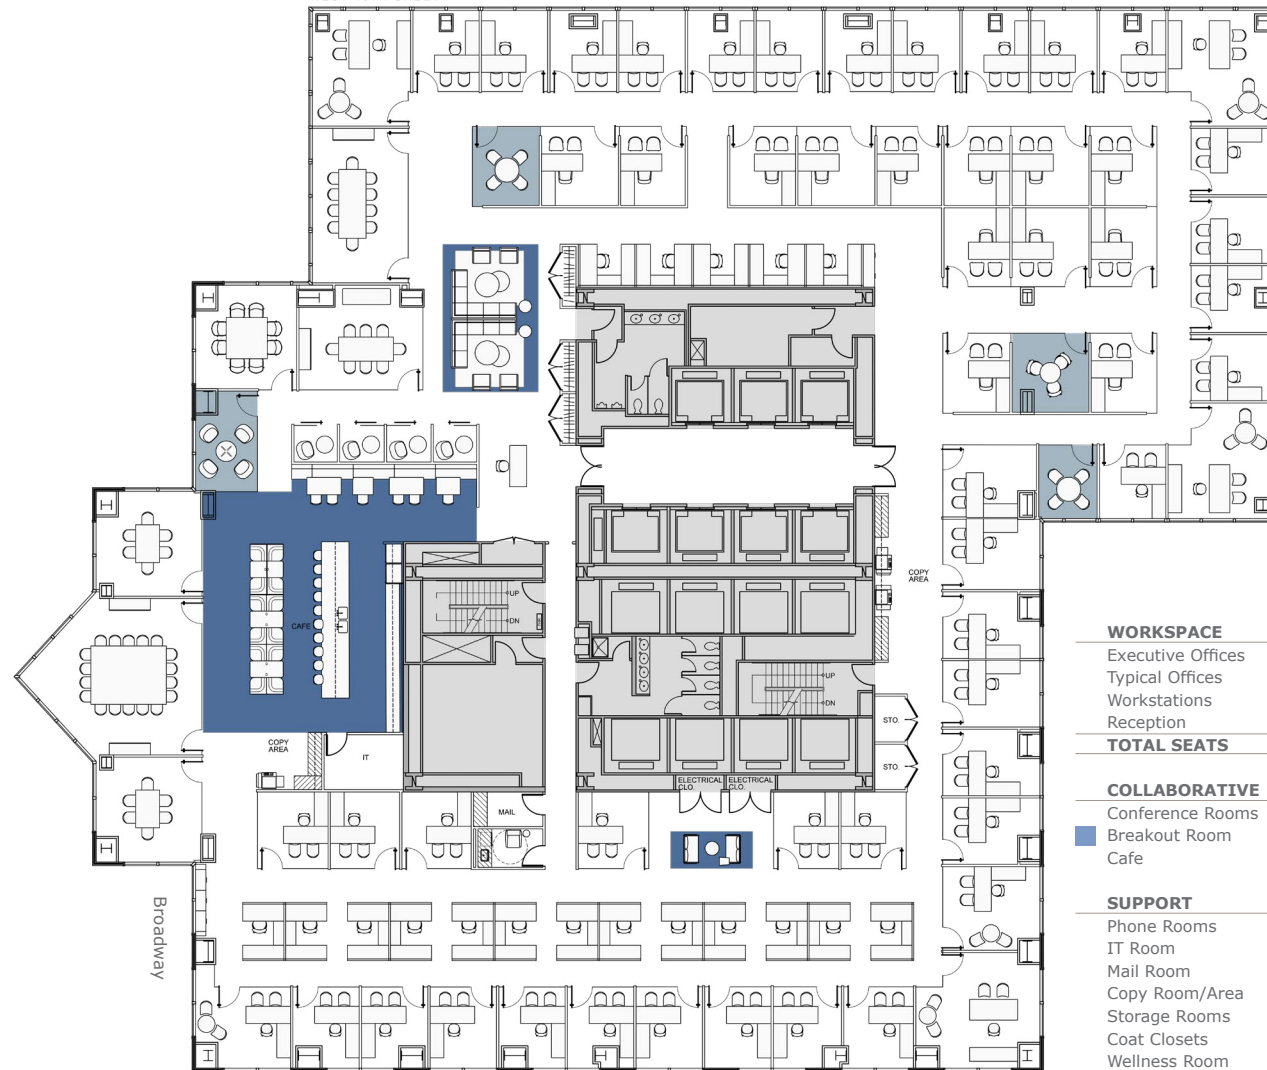 UP
DN
CAFE
COPY
AREA
UP
DN
STO.
STO.
COPY
AREA
IT
ELECTRICAL
CLO.
ELECTRICAL
CLO.
MAIL
Broadway
WORKSPACE
Executive Offices
Typical Offices
Workstations
Reception
TOTAL SEATS
COLLABORATIVE
Conference Rooms
Breakout Room
Cafe
SUPPORT
Phone Rooms
IT Room
Mail Room
Copy Room/Area
Storage Rooms
Coat Closets
Wellness Room